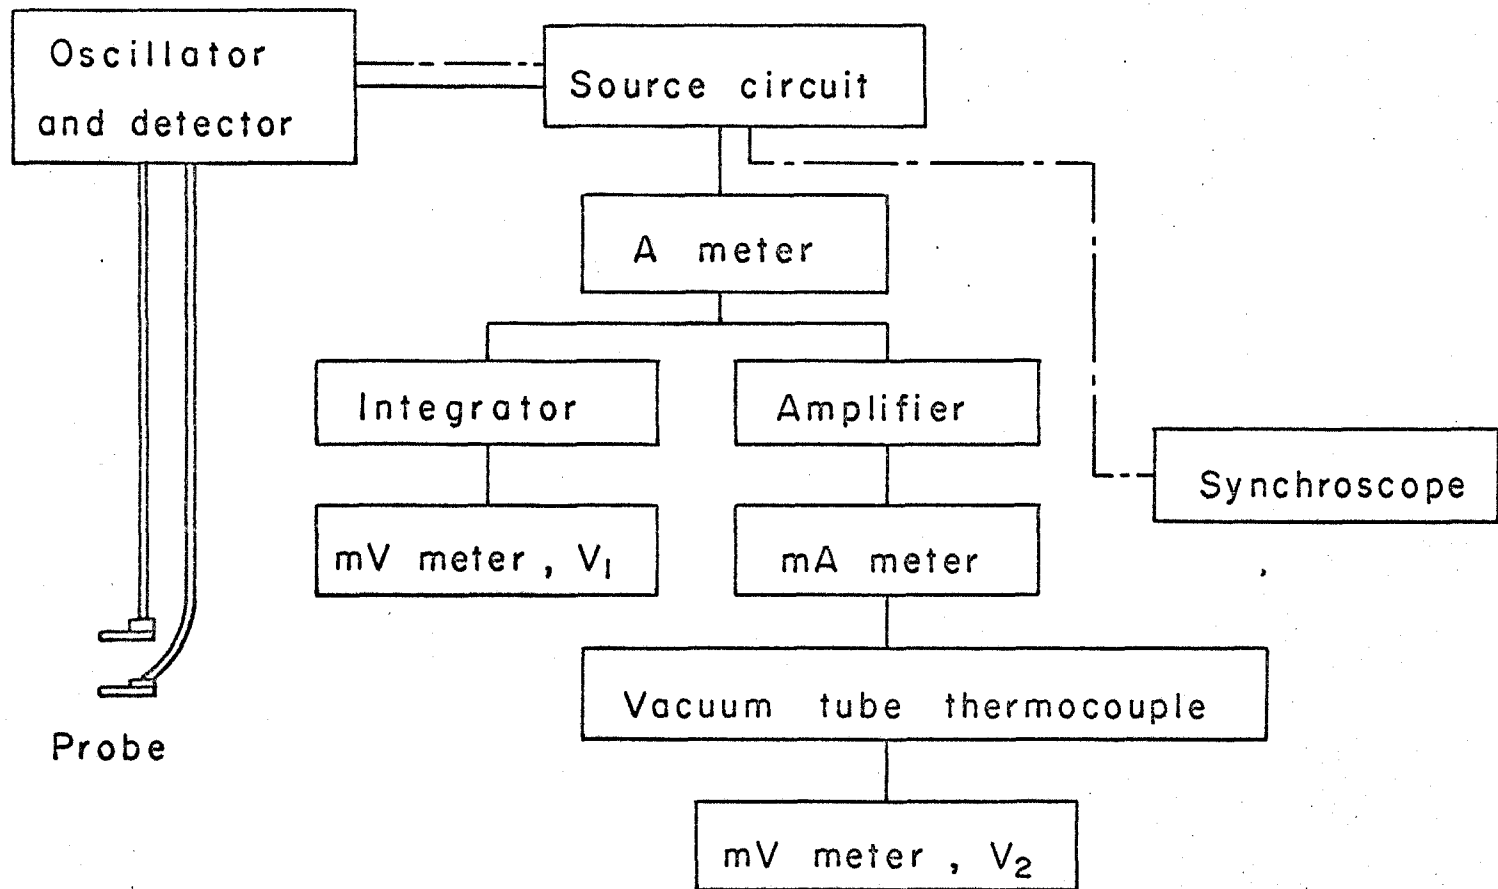 Oscillator
and detector
Source circuit
A meter
Integrator
Amplifier
Synchroscope
mV meter , V₁
mA meter
Vacuum tube thermocouple
Probe
mV meter , V₂